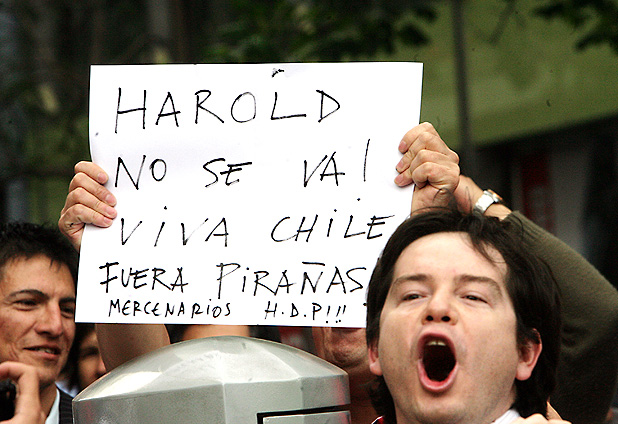 HAROLD
NO SE VA!
VIVA CHILE
FUERA PIRAÑAS
MERCENARIOS H.D.P!!!